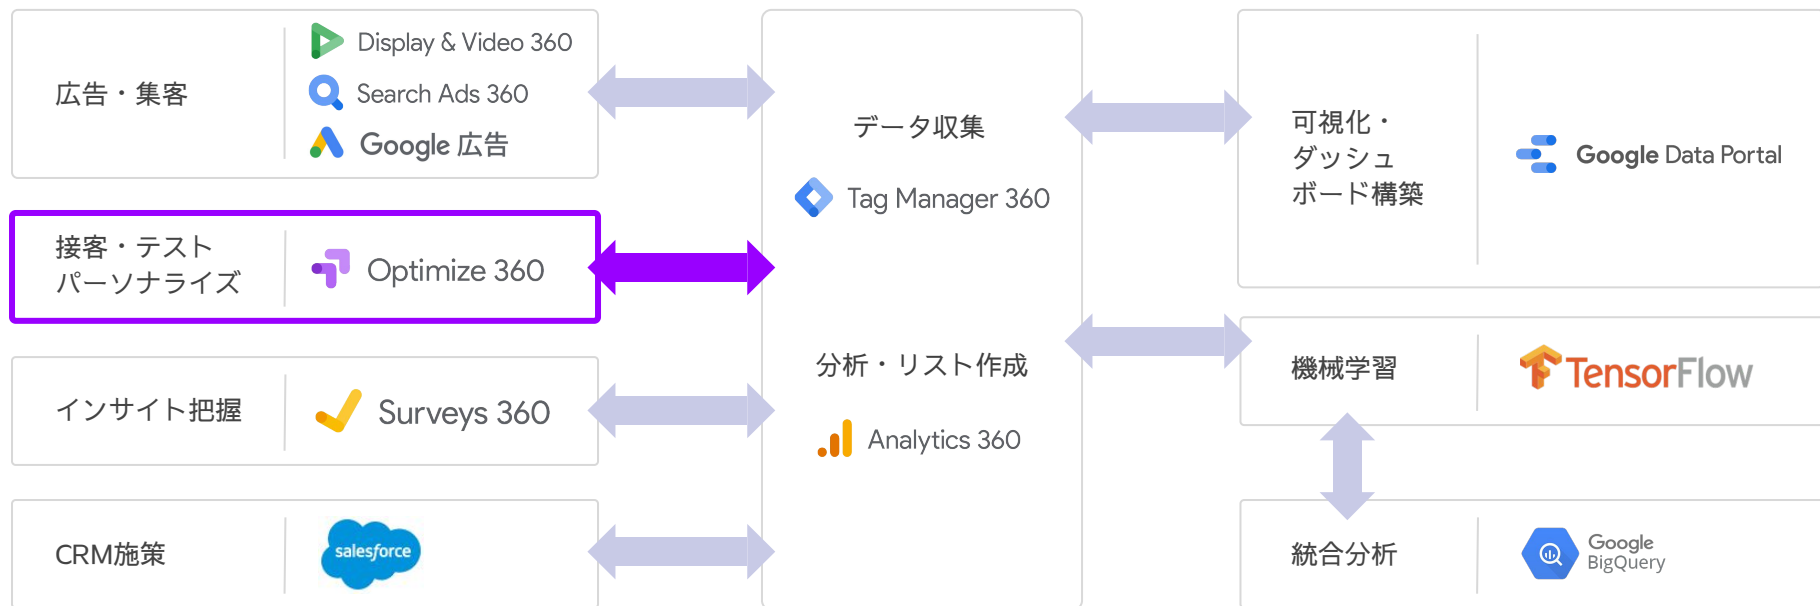 広告・集客
Display & Video 360
Search Ads 360
Google 広告
接客・テスト
パーソナライズ
Optimize 360
インサイト把握
Surveys 360
CRM施策
salesforce
データ収集
Tag Manager 360
分析・リスト作成
Analytics 360
可視化・
ダッシュ
ボード構築
Google Data Portal
機械学習
TensorFlow
統合分析
Google
BigQuery